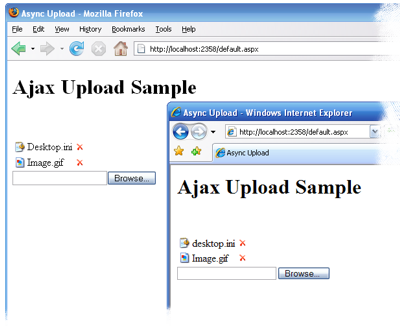 Async Upload - Mozilla Firefox
File Edit View History Bookmarks Tools Help
http://localhost:2358/default.aspx
Ajax Upload Sample
Desktop.ini
Image.gif
Browse...
Async Upload - Windows Internet Explorer
http://localhost:2358/default.aspx
Async Upload
Ajax Upload Sample
desktop.ini
Image.gif
Browse...